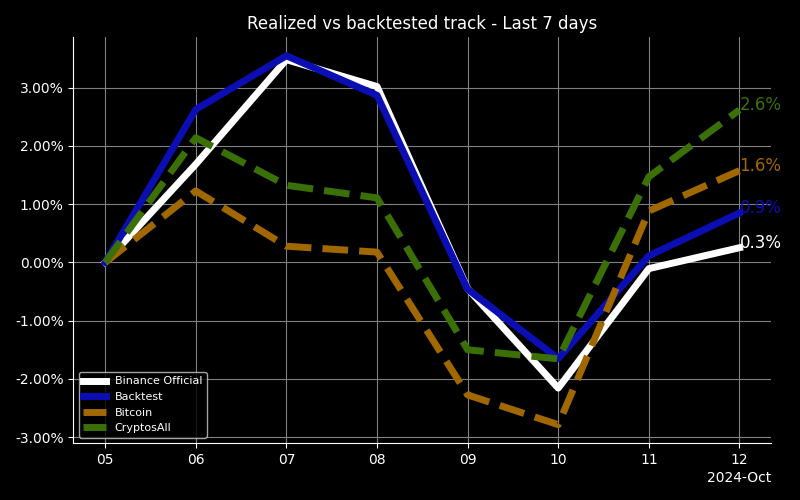 Realized vs backtested track - Last 7 days
3.00%
2.00%
1.00%
0.00%
-1.00%
-2.00%
-3.00%
2.6%
1.6%
0.9%
0.3%
Binance Official
Backtest
Bitcoin
CryptosAll
05 06 07 08 09 10 11 12
2024-Oct